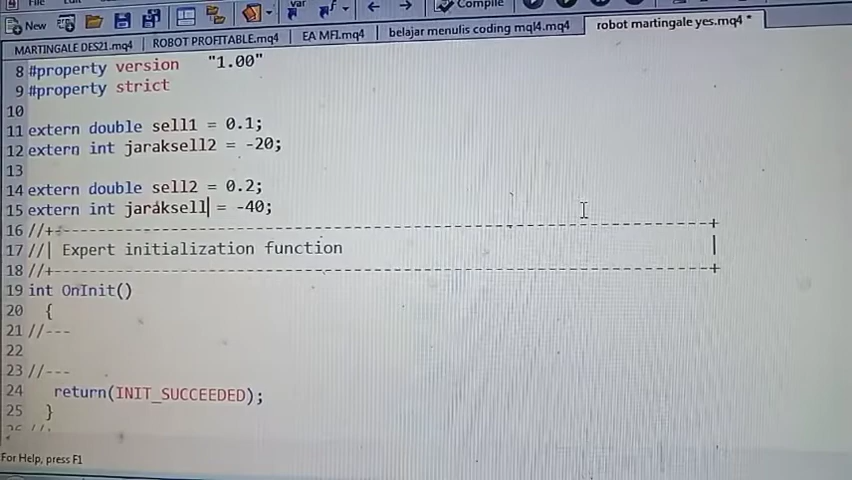 File
New
Compile
MARTINGALE DES21.mq4
ROBOT PROFITABLE.mq4
EA MFI.mq4
belajar menulis coding mql4.mq4
robot martingale yes.mq4 *
8 #property version "1.00"
9 #property strict
10
11 extern double sell1 = 0.1;
12 extern int jaraksell2 = -20;
13
14 extern double sell2 = 0.2;
15 extern int jaraksell = -40;
16 //+------------------------------------------------------------------+
17 //| Expert initialization function |
18 //+------------------------------------------------------------------+
19 int OnInit()
20 {
21 //---
22
23 //---
24 return(INIT_SUCCEEDED);
25 }
For Help, press F1